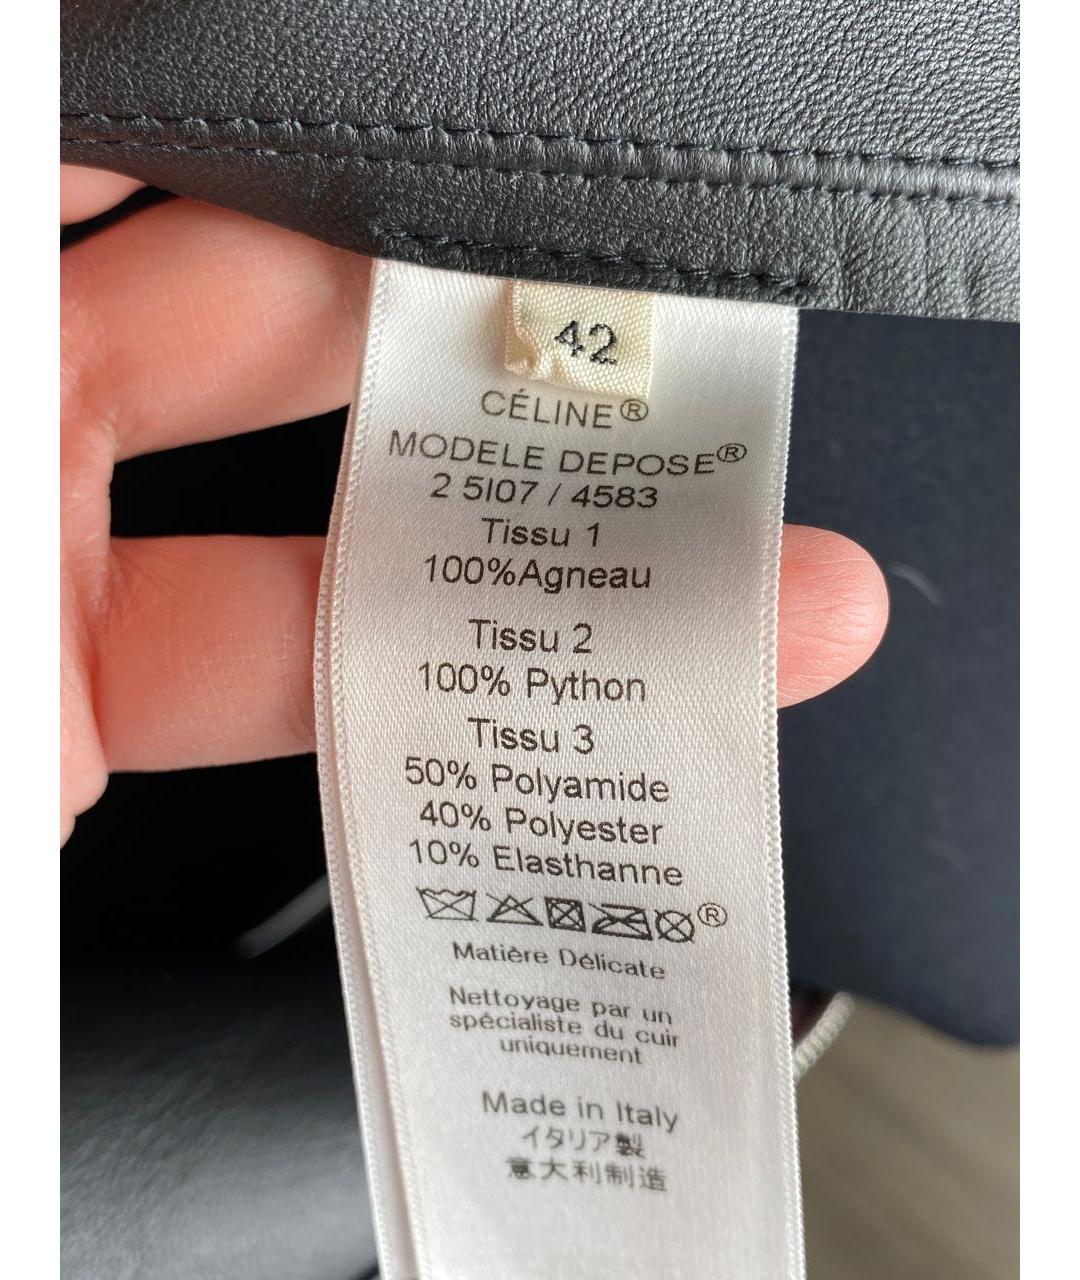 42
CÉLINE®
MODELE DEPOSE®
2 5I07 / 4583
Tissu 1
100%Agneau
Tissu 2
100% Python
Tissu 3
50% Polyamide
40% Polyester
10% Elasthanne
®
Matière Délicate
Nettoyage par un
spécialiste du cuir
uniquement
Made in Italy
イタリア製
意大利制造